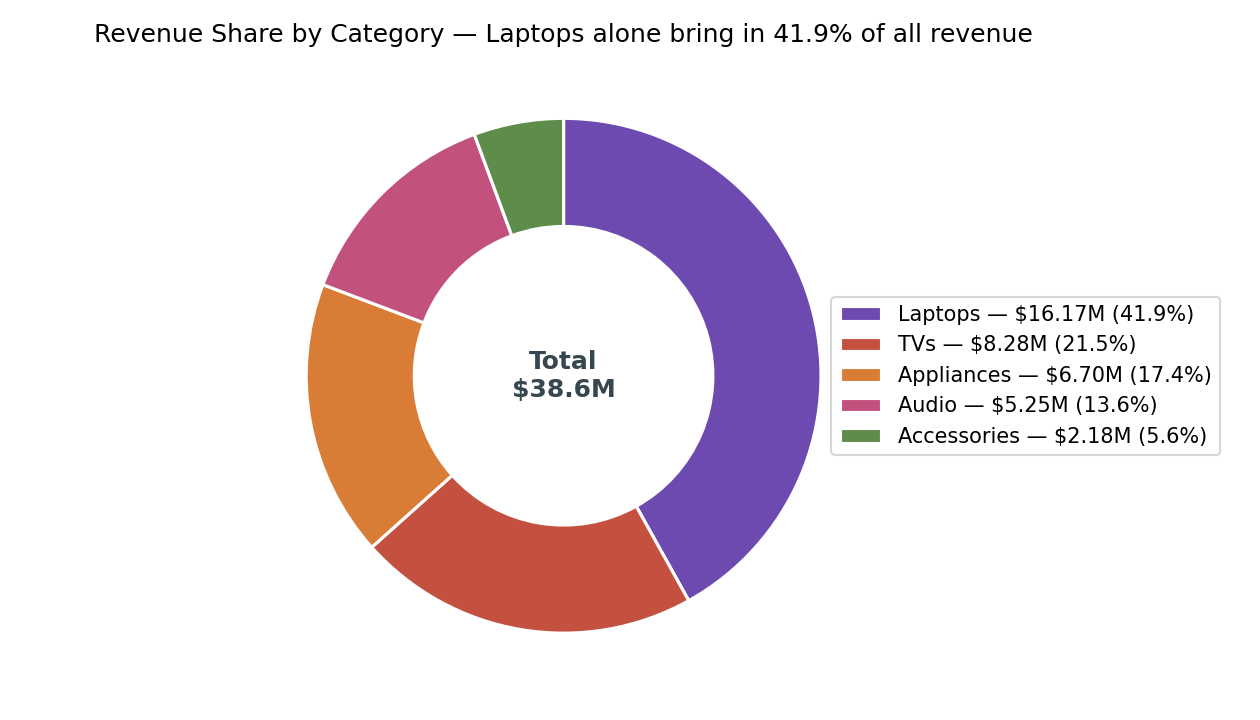 Revenue Share by Category — Laptops alone bring in 41.9% of all revenue
Total
$38.6M
Laptops — $16.17M (41.9%)
TVs — $8.28M (21.5%)
Appliances — $6.70M (17.4%)
Audio — $5.25M (13.6%)
Accessories — $2.18M (5.6%)